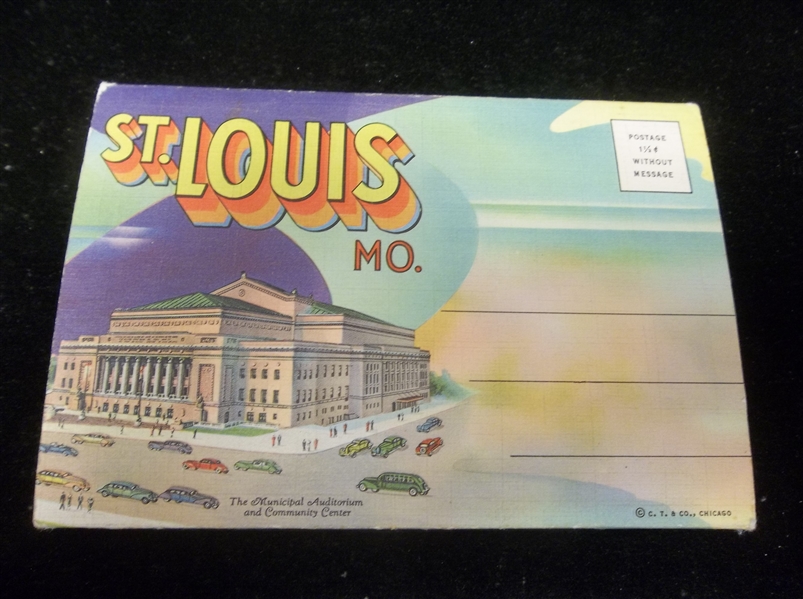 ST. LOUIS
MO.
POSTAGE
1½¢
WITHOUT
MESSAGE
The Municipal Auditorium
and Community Center
© C. T. & CO., CHICAGO